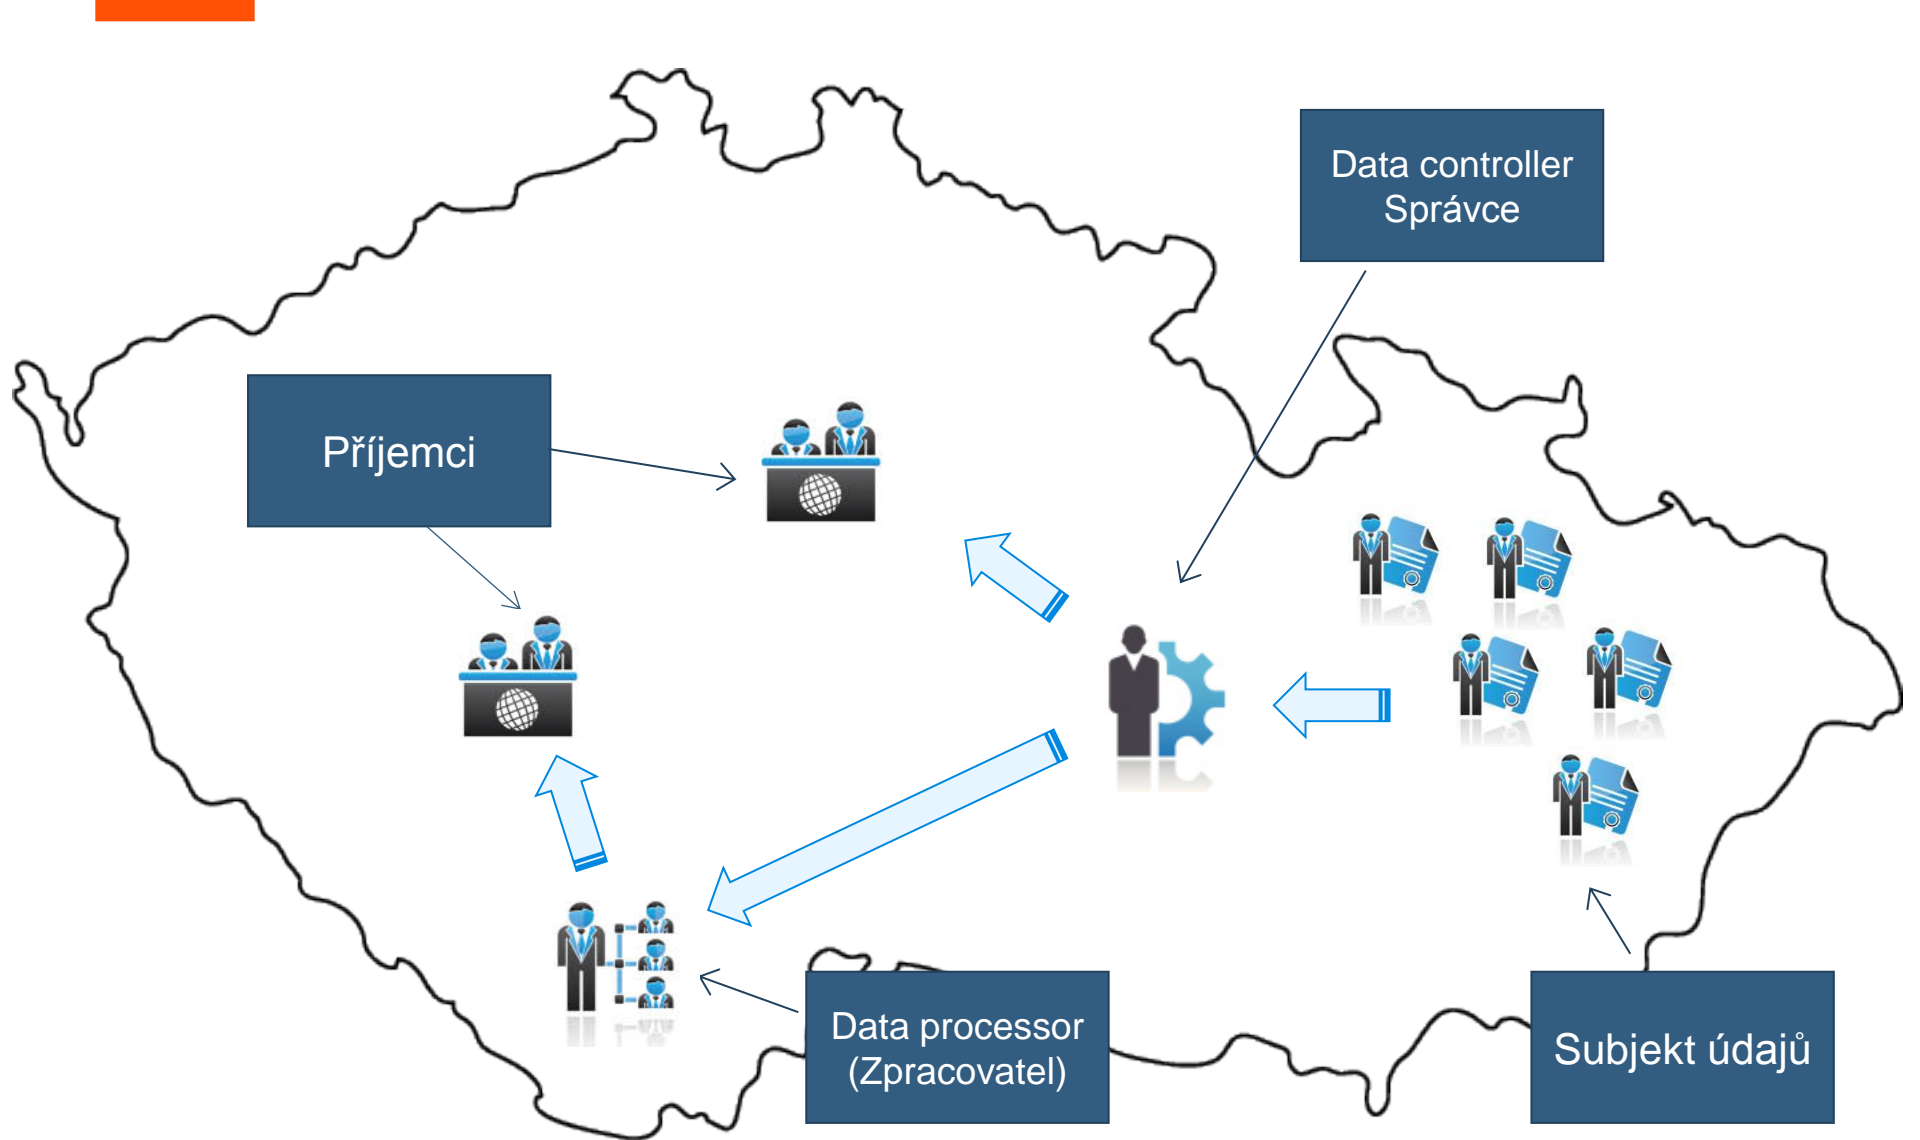 Data controller
Správce
Příjemci
Data processor
(Zpracovatel)
Subjekt údajů